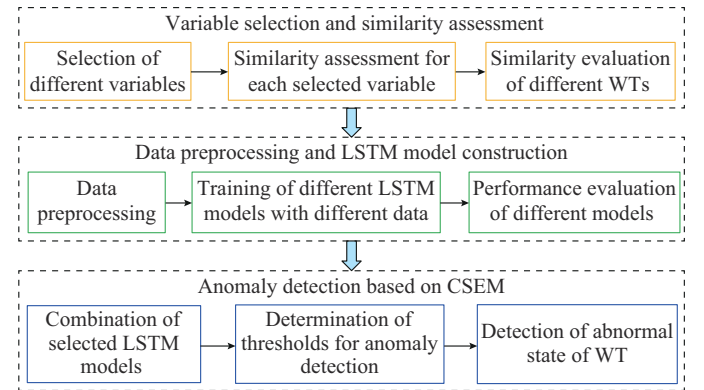 Variable selection and similarity assessment
Selection of
different variables
Similarity assessment for
each selected variable
Similarity evaluation
of different WTs
Data preprocessing and LSTM model construction
Data
preprocessing
Training of different LSTM
models with different data
Performance evaluation
of different models
Anomaly detection based on CSEM
Combination of
selected LSTM
models
Determination of
thresholds for anomaly
detection
Detection of abnormal
state of WT